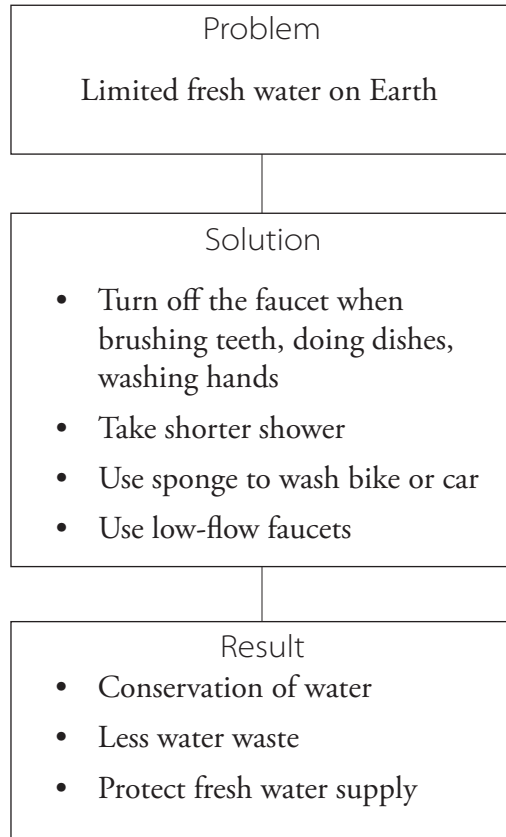 Problem
Limited fresh water on Earth
Solution
• Turn off the faucet when
brushing teeth, doing dishes,
washing hands
• Take shorter shower
• Use sponge to wash bike or car
• Use low-flow faucets
Result
• Conservation of water
• Less water waste
• Protect fresh water supply